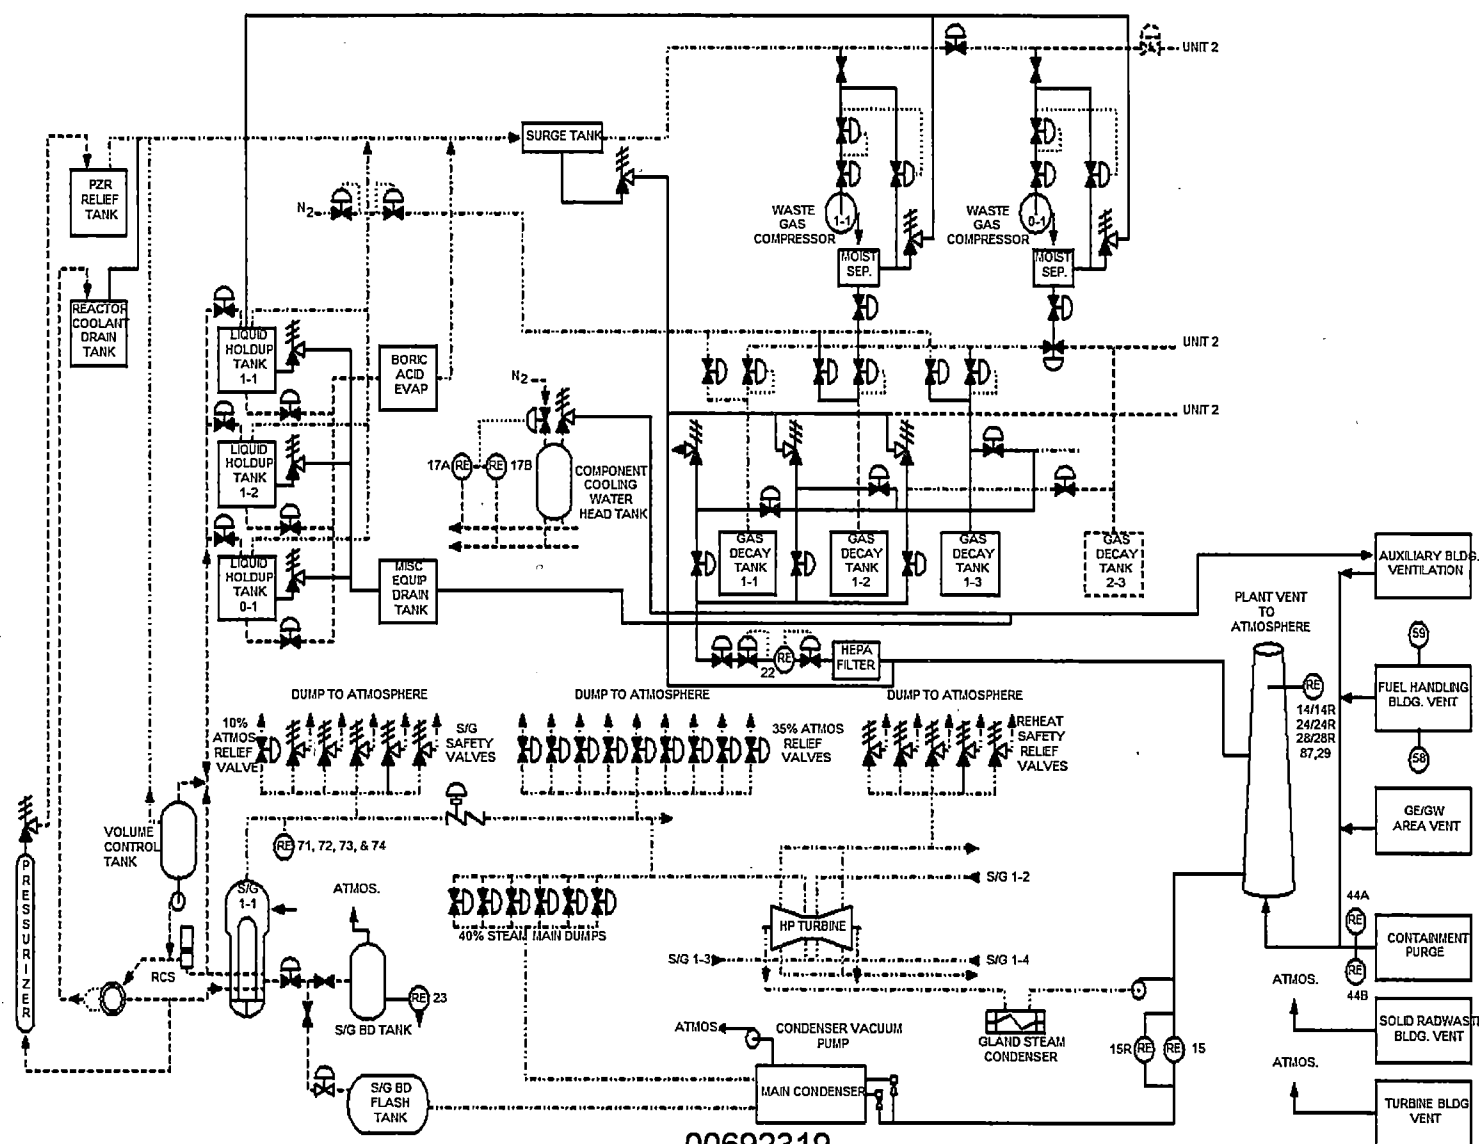 UNIT 2
SURGE TANK
PZR
RELIEF
TANK
N2
WASTE
GAS
COMPRESSOR
1-1
WASTE
GAS
COMPRESSOR
0-1
MOIST
SEP.
MOIST
SEP.
REACTOR
COOLANT
DRAIN
TANK
LIQUID
HOLDUP
TANK
1-1
BORIC
ACID
EVAP
UNIT 2
N2
UNIT 2
LIQUID
HOLDUP
TANK
1-2
17A RE RE 17B
COMPONENT
COOLING
WATER
HEAD TANK
LIQUID
HOLDUP
TANK
0-1
MISC
EQUIP
DRAIN
TANK
GAS
DECAY
TANK
1-1
GAS
DECAY
TANK
1-2
GAS
DECAY
TANK
1-3
GAS
DECAY
TANK
2-3
AUXILIARY BLDG.
VENTILATION
PLANT VENT
TO
ATMOSPHERE
22 RE
HEPA
FILTER
59
FUEL HANDLING
BLDG. VENT
58
RE
14/14R
24/24R
28/28R
87,29
DUMP TO ATMOSPHERE
DUMP TO ATMOSPHERE
DUMP TO ATMOSPHERE
10%
ATMOS
RELIEF
VALVE
S/G
SAFETY
VALVES
35% ATMOS
RELIEF
VALVES
REHEAT
SAFETY
RELIEF
VALVES
GE/GW
AREA VENT
VOLUME
CONTROL
TANK
RE 71, 72, 73, & 74
PRESSURIZER
S/G
1-1
ATMOS.
S/G 1-2
40% STEAM MAIN DUMPS
HP TURBINE
S/G 1-3
S/G 1-4
44A
RE
RE
44B
CONTAINMENT
PURGE
RCS
RE 23
S/G BD TANK
ATMOS.
SOLID RADWASTE
BLDG. VENT
ATMOS
CONDENSER VACUUM
PUMP
GLAND STEAM
CONDENSER
15R RE RE 15
ATMOS.
S/G BD
FLASH
TANK
MAIN CONDENSER
TURBINE BLDG
VENT
00692319